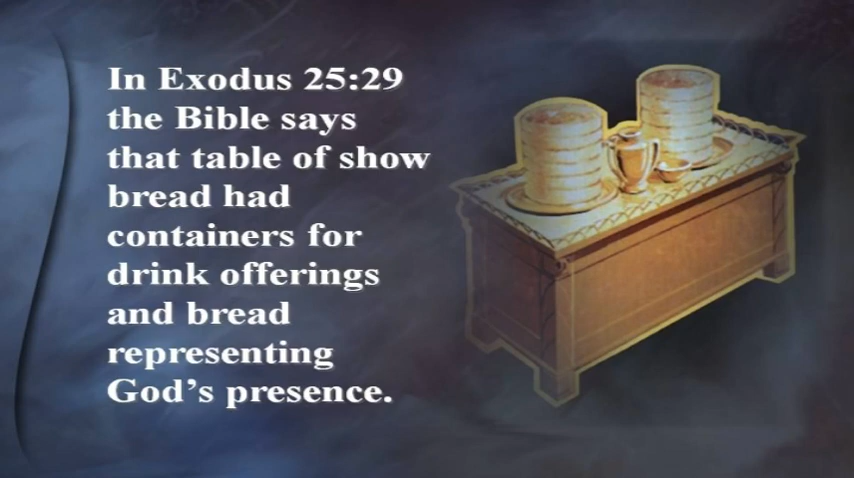 In Exodus 25:29
the Bible says
that table of show
bread had
containers for
drink offerings
and bread
representing
God’s presence.